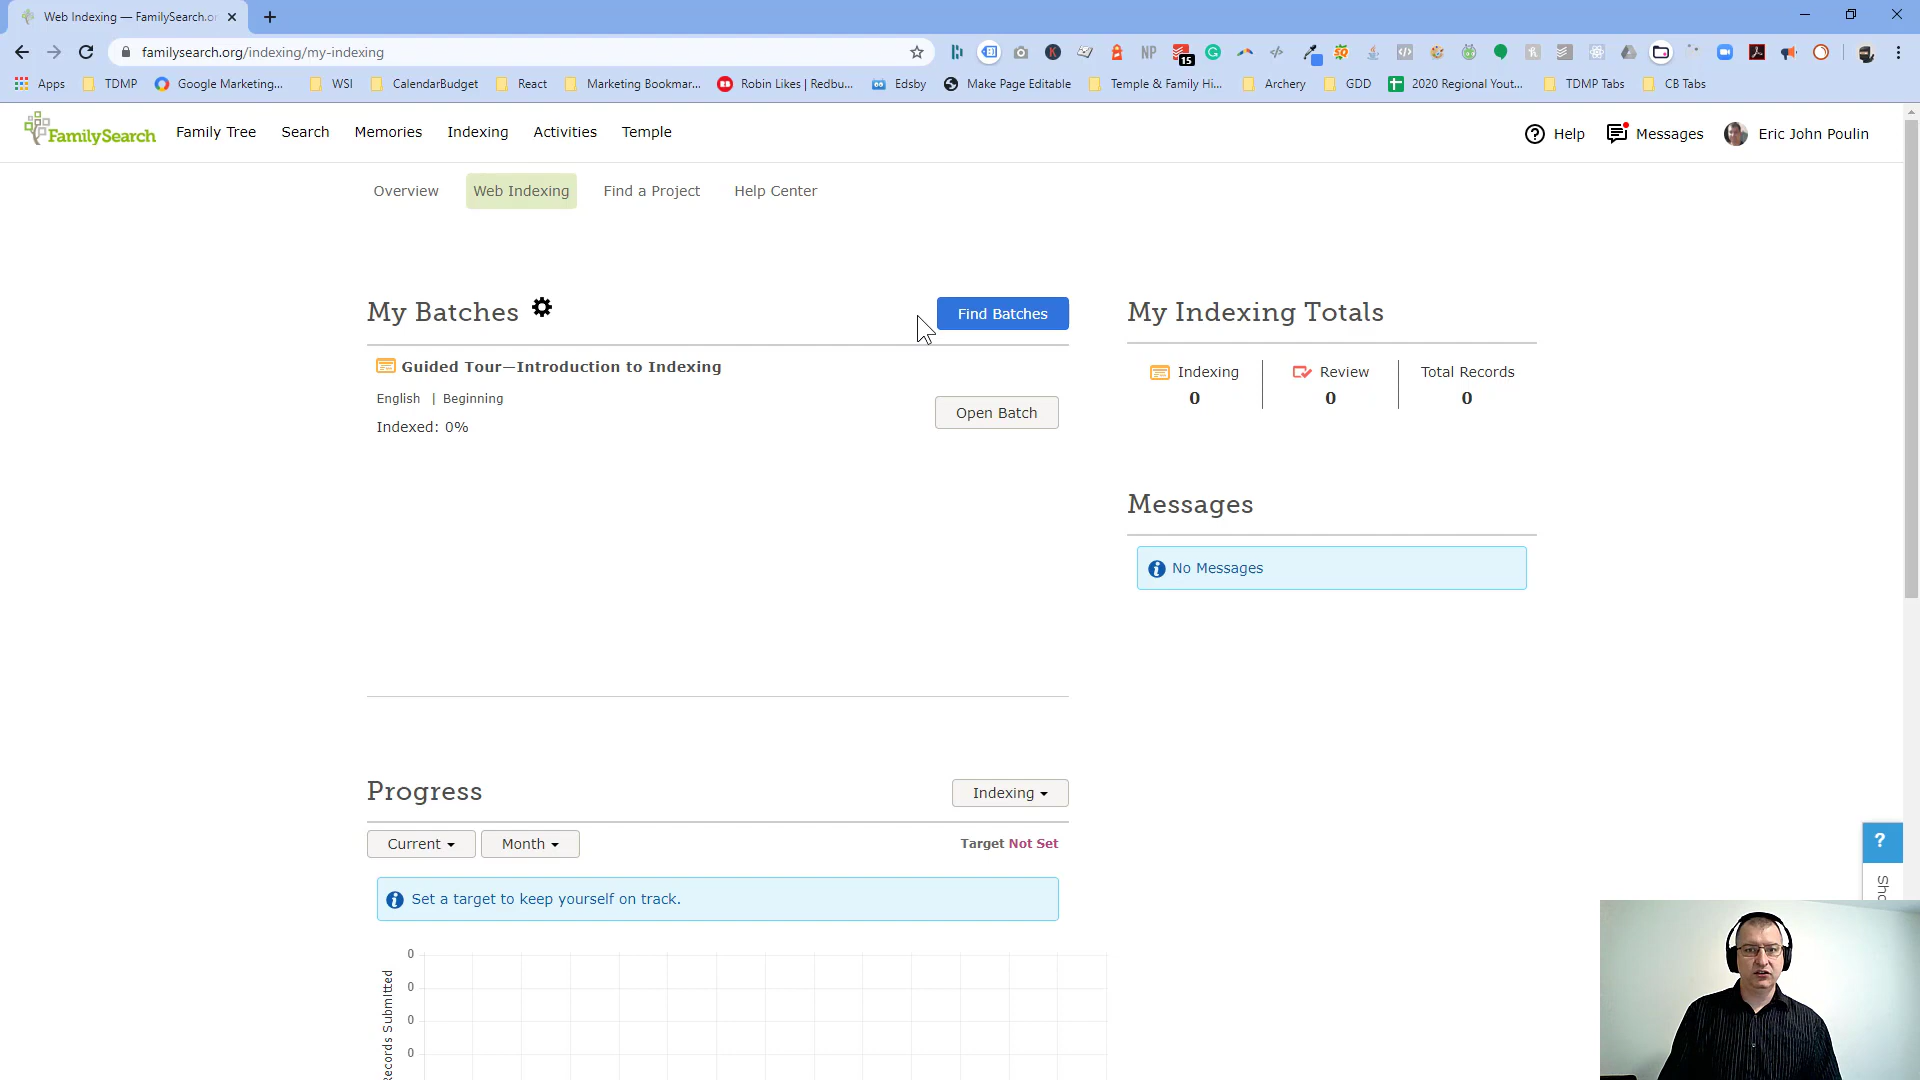 Web Indexing — FamilySearch.or
familysearch.org/indexing/my-indexing
NP
15
Apps TDMP Google Marketing... WSI CalendarBudget React Marketing Bookmar... Robin Likes | Redbu... Edsby Make Page Editable Temple & Family Hi... Archery GDD 2020 Regional Yout... TDMP Tabs CB Tabs
FamilySearch Family Tree Search Memories Indexing Activities Temple
? Help Messages Eric John Poulin
Overview Web Indexing Find a Project Help Center
My Batches
Find Batches
Guided Tour—Introduction to Indexing
English | Beginning
Indexed: 0%
Open Batch
My Indexing Totals
Indexing Review Total Records
0 0 0
Messages
No Messages
Progress
Indexing
Current Month
Target Not Set
Set a target to keep yourself on track.
0
0
0
0
Records Submitted
?
Sho